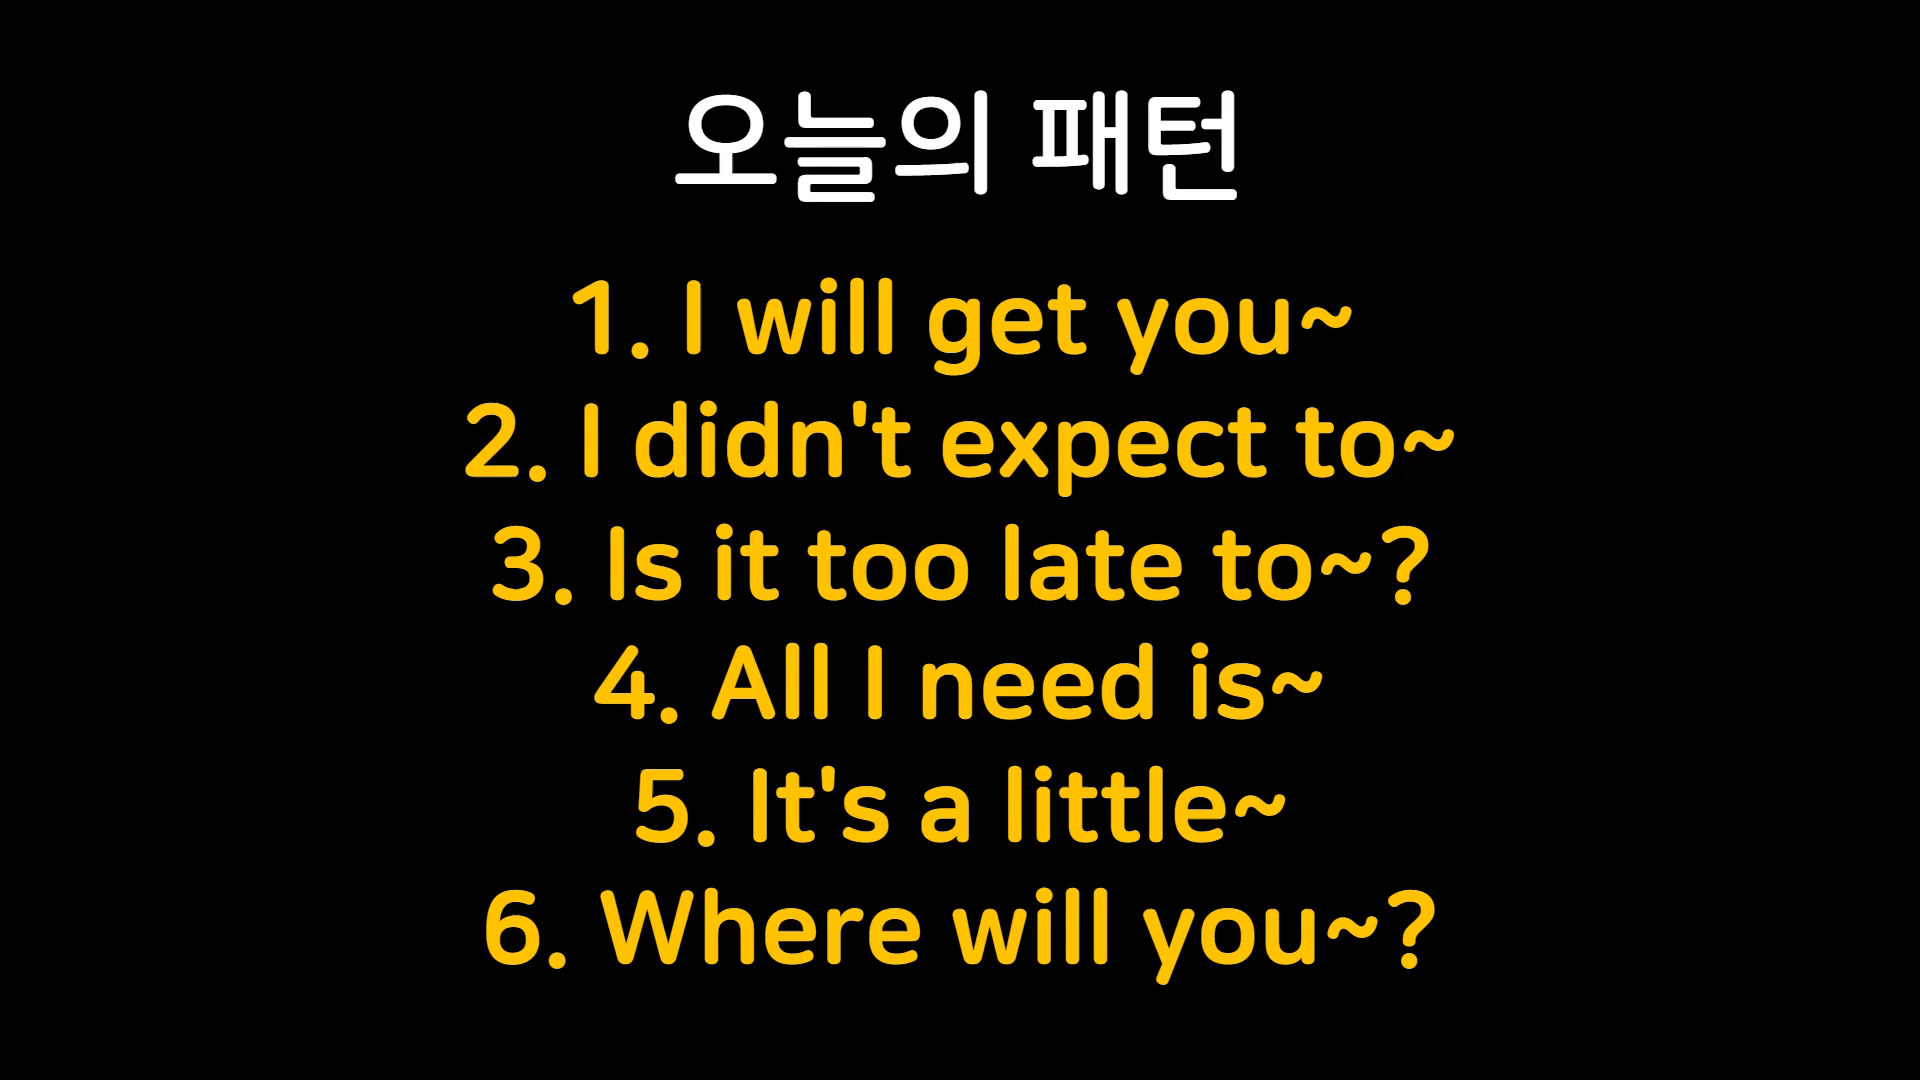 오늘의 패턴
1. I will get you~
2. I didn't expect to~
3. Is it too late to~?
4. All I need is~
5. It's a little~
6. Where will you~?